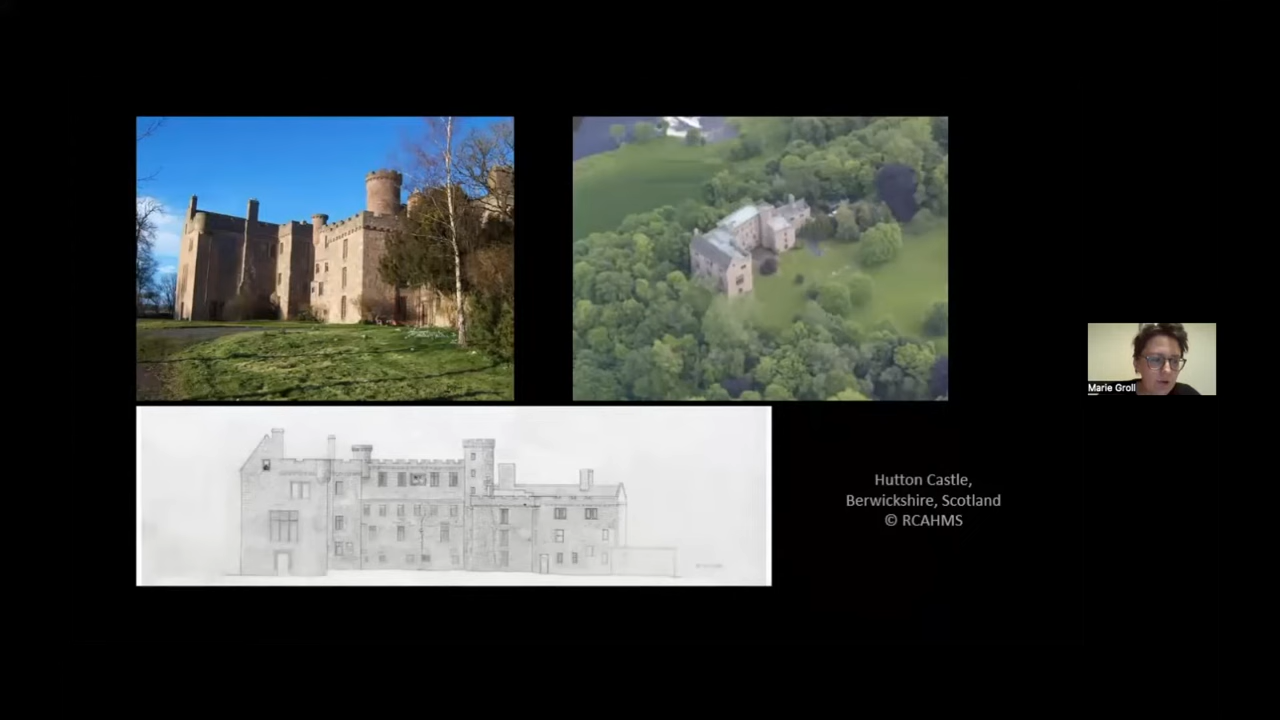 Hutton Castle,
Berwickshire, Scotland
© RCAHMS
Marie Groll